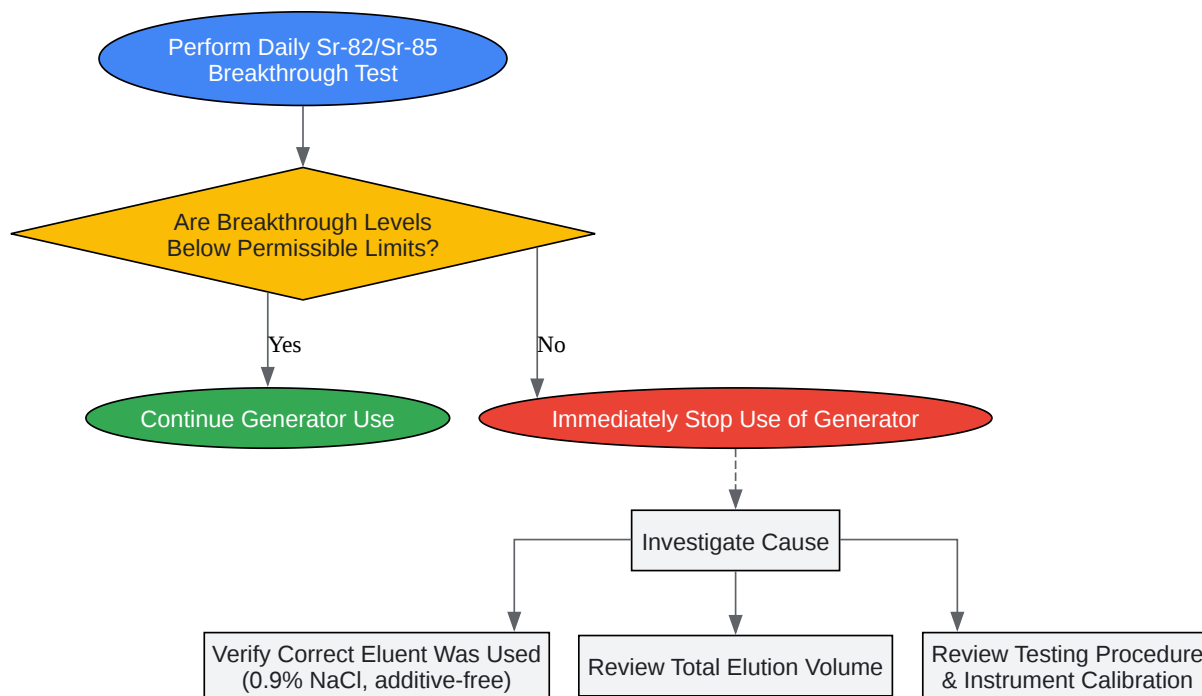 Perform Daily Sr-82/Sr-85
Breakthrough Test
Are Breakthrough Levels
Below Permissible Limits?
Yes
No
Continue Generator Use
Immediately Stop Use of Generator
Investigate Cause
Verify Correct Eluent Was Used
(0.9% NaCl, additive-free)
Review Total Elution Volume
Review Testing Procedure
& Instrument Calibration